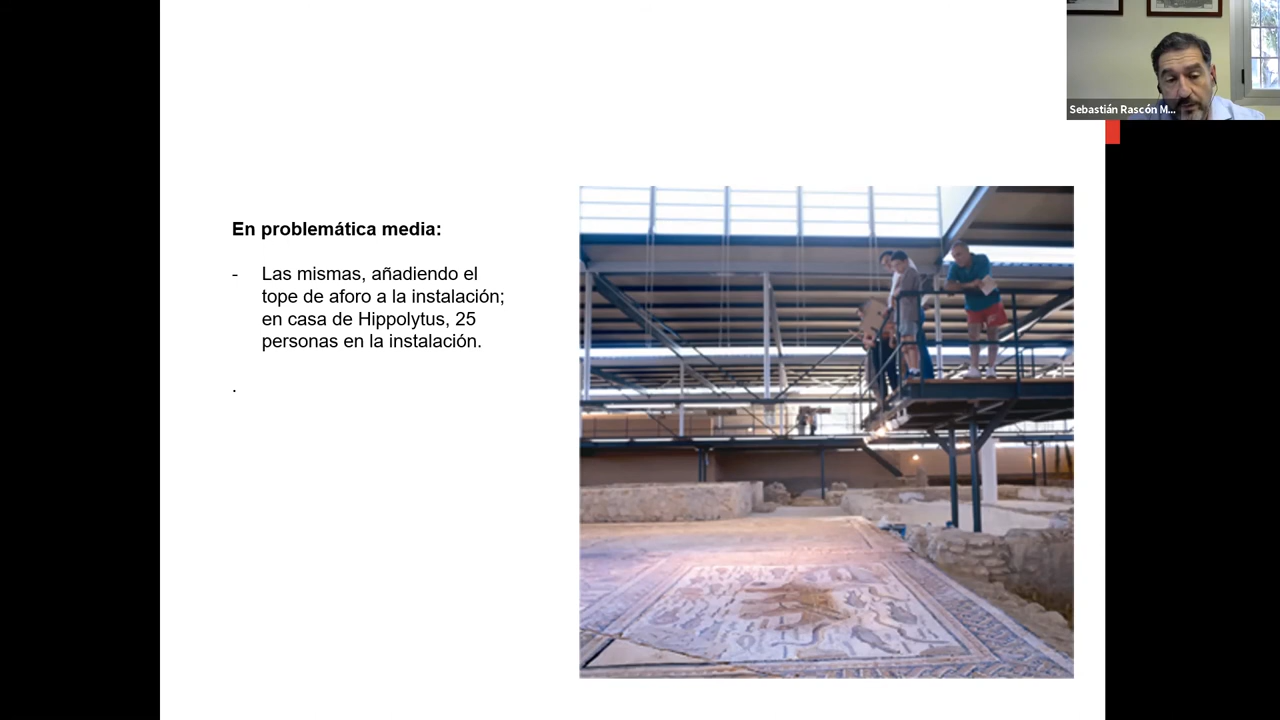 Sebastián Rascón M...
En problemática media:
- Las mismas, añadiendo el
tope de aforo a la instalación;
en casa de Hippolytus, 25
personas en la instalación.
.